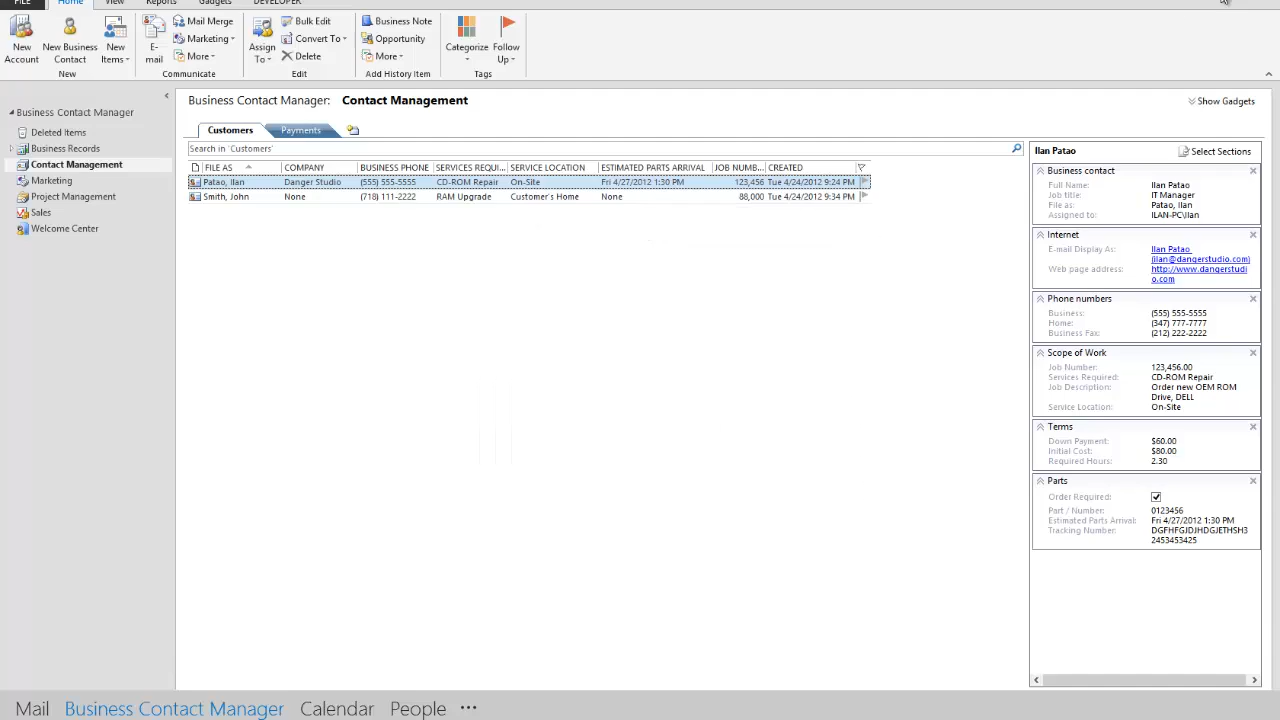 FILE Home View Reports Gadgets DEVELOPER
New Account
New Business Contact
New Items
E-mail
Mail Merge
Marketing
More
Communicate
New
Assign To
Bulk Edit
Convert To
Delete
Edit
Business Note
Opportunity
More
Add History Item
Categorize
Follow Up
Tags
Business Contact Manager
Deleted Items
Business Records
Contact Management
Marketing
Project Management
Sales
Welcome Center
Business Contact Manager: Contact Management
Show Gadgets
Customers Payments
Search in 'Customers'
FILE AS COMPANY BUSINESS PHONE SERVICES REQUI... SERVICE LOCATION ESTIMATED PARTS ARRIVAL JOB NUMB... CREATED
Patao, Ilan Danger Studio (555) 555-5555 CD-ROM Repair On-Site Fri 4/27/2012 1:30 PM 123,456 Tue 4/24/2012 9:24 PM
Smith, John None (718) 111-2222 RAM Upgrade Customer's Home None 88,000 Tue 4/24/2012 9:34 PM
Ilan Patao Select Sections
Business contact
Full Name: Ilan Patao
Job title: IT Manager
File as: Patao, Ilan
Assigned to: ILAN-PC\Ilan
Internet
E-mail Display As: Ilan Patao
(ilan@dangerstudio.com)
Web page address: http://www.dangerstudi
o.com
Phone numbers
Business: (555) 555-5555
Home: (347) 777-7777
Business Fax: (212) 222-2222
Scope of Work
Job Number: 123,456.00
Services Required: CD-ROM Repair
Job Description: Order new OEM ROM
Drive, DELL
Service Location: On-Site
Terms
Down Payment: $60.00
Initial Cost: $80.00
Required Hours: 2.30
Parts
Order Required:
Part / Number: 0123456
Estimated Parts Arrival: Fri 4/27/2012 1:30 PM
Tracking Number: DGFHFGJDJHDGJETHSH3
2453453425
Mail Business Contact Manager Calendar People ···